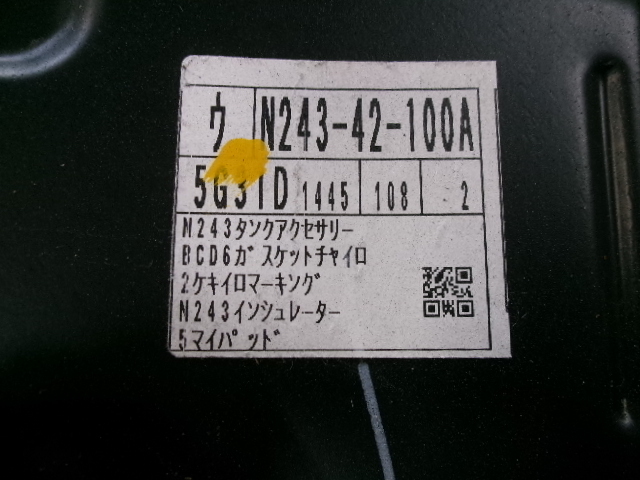 ウ N243-42-100A
5G31D 1445 108 2
N243タンクアクセサリー
BCD6ガスケットチャイロ
2ケキイロマーキング
N243インシュレーター
5マイパッド